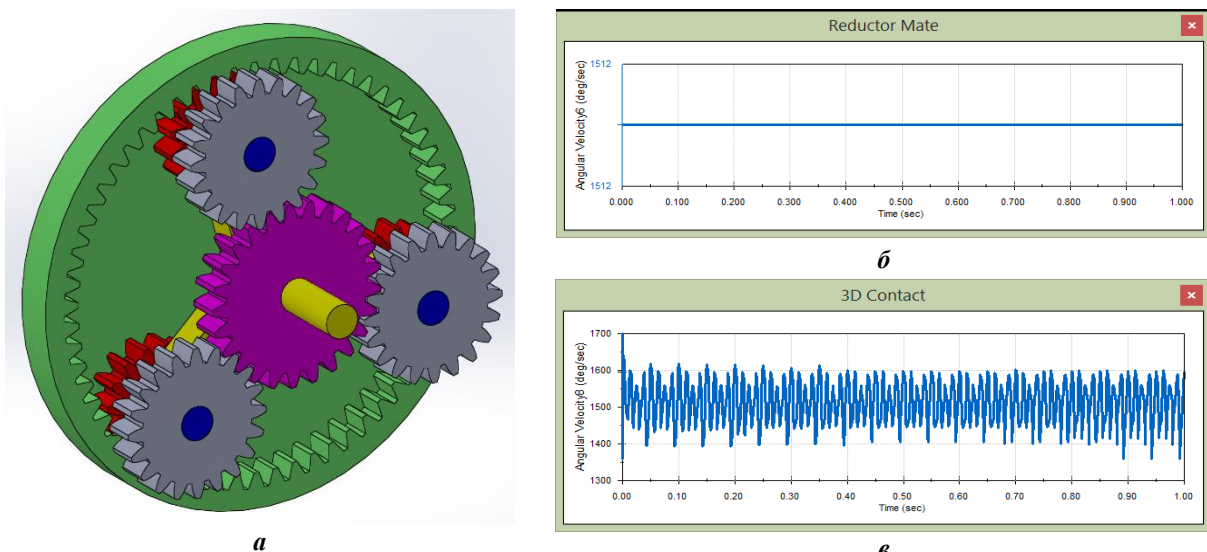 Reductor Mate
1512
Angular Velocity6 (deg/sec)
1512
0.000 0.100 0.200 0.300 0.400 0.500 0.600 0.700 0.800 0.900 1.000
Time (sec)
б
3D Contact
1700
1600
1500
1400
1300
Angular Velocity6 (deg/sec)
0.00 0.10 0.20 0.30 0.40 0.50 0.60 0.70 0.80 0.90 1.00
Time (sec)
а
в